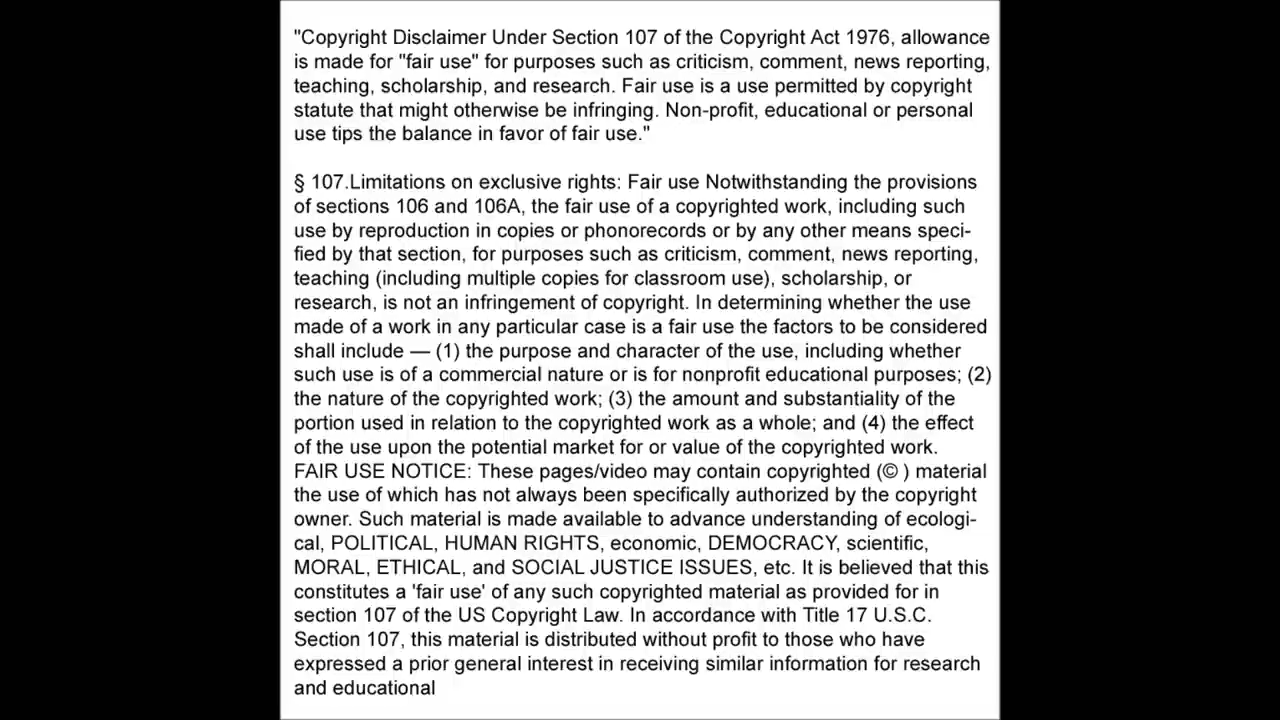 "Copyright Disclaimer Under Section 107 of the Copyright Act 1976, allowance
is made for "fair use" for purposes such as criticism, comment, news reporting,
teaching, scholarship, and research. Fair use is a use permitted by copyright
statute that might otherwise be infringing. Non-profit, educational or personal
use tips the balance in favor of fair use."
§ 107.Limitations on exclusive rights: Fair use Notwithstanding the provisions
of sections 106 and 106A, the fair use of a copyrighted work, including such
use by reproduction in copies or phonorecords or by any other means speci-
fied by that section, for purposes such as criticism, comment, news reporting,
teaching (including multiple copies for classroom use), scholarship, or
research, is not an infringement of copyright. In determining whether the use
made of a work in any particular case is a fair use the factors to be considered
shall include — (1) the purpose and character of the use, including whether
such use is of a commercial nature or is for nonprofit educational purposes; (2)
the nature of the copyrighted work; (3) the amount and substantiality of the
portion used in relation to the copyrighted work as a whole; and (4) the effect
of the use upon the potential market for or value of the copyrighted work.
FAIR USE NOTICE: These pages/video may contain copyrighted (© ) material
the use of which has not always been specifically authorized by the copyright
owner. Such material is made available to advance understanding of ecologi-
cal, POLITICAL, HUMAN RIGHTS, economic, DEMOCRACY, scientific,
MORAL, ETHICAL, and SOCIAL JUSTICE ISSUES, etc. It is believed that this
constitutes a 'fair use' of any such copyrighted material as provided for in
section 107 of the US Copyright Law. In accordance with Title 17 U.S.C.
Section 107, this material is distributed without profit to those who have
expressed a prior general interest in receiving similar information for research
and educational